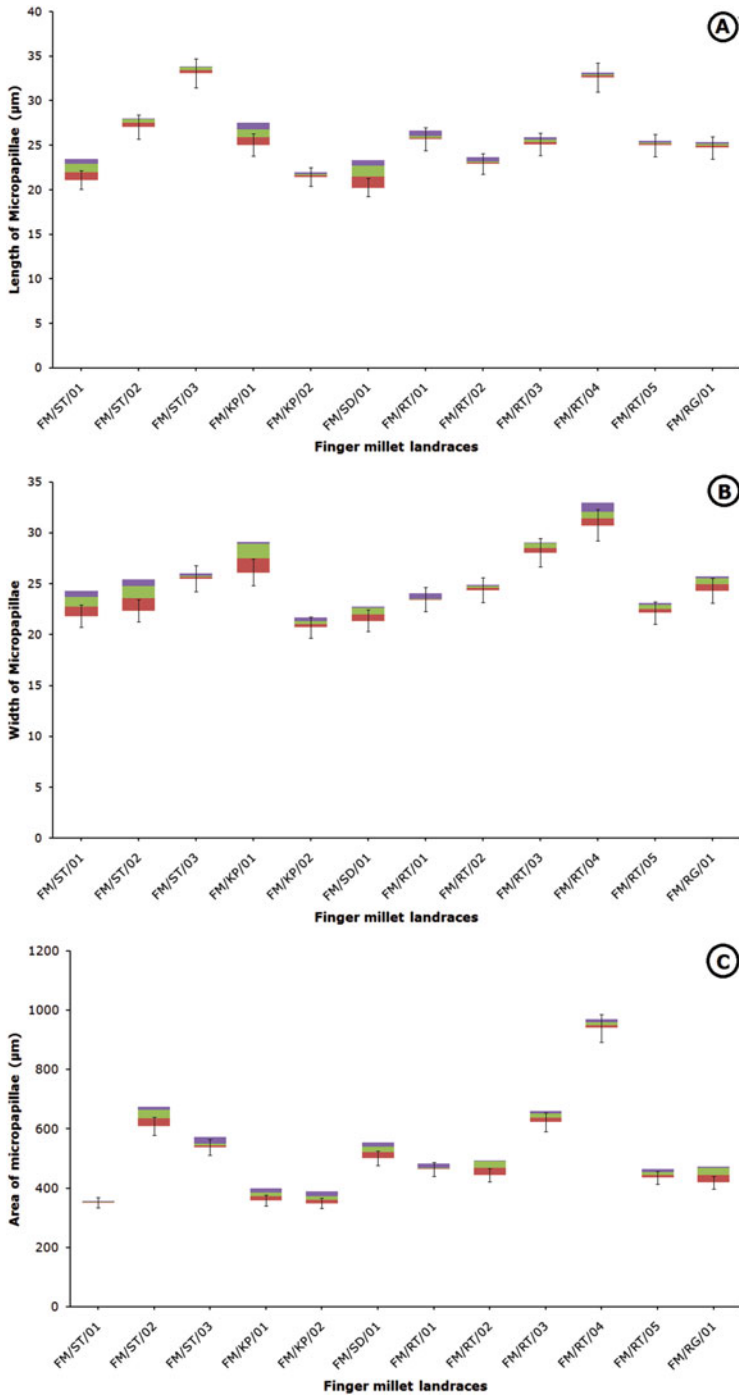 A
40
35
30
25
20
15
10
5
0
Length of Micropapillae (µm)
FM/ST/01 FM/ST/02 FM/ST/03 FM/KP/01 FM/KP/02 FM/SD/01 FM/RT/01 FM/RT/02 FM/RT/03 FM/RT/04 FM/RT/05 FM/RG/01
Finger millet landraces
B
35
30
25
20
15
10
5
0
Width of Micropapillae (µm)
FM/ST/01 FM/ST/02 FM/ST/03 FM/KP/01 FM/KP/02 FM/SD/01 FM/RT/01 FM/RT/02 FM/RT/03 FM/RT/04 FM/RT/05 FM/RG/01
Finger millet landraces
C
1200
1000
800
600
400
200
0
Area of micropapillae (µm)
FM/ST/01 FM/ST/02 FM/ST/03 FM/KP/01 FM/KP/02 FM/SD/01 FM/RT/01 FM/RT/02 FM/RT/03 FM/RT/04 FM/RT/05 FM/RG/01
Finger millet landraces